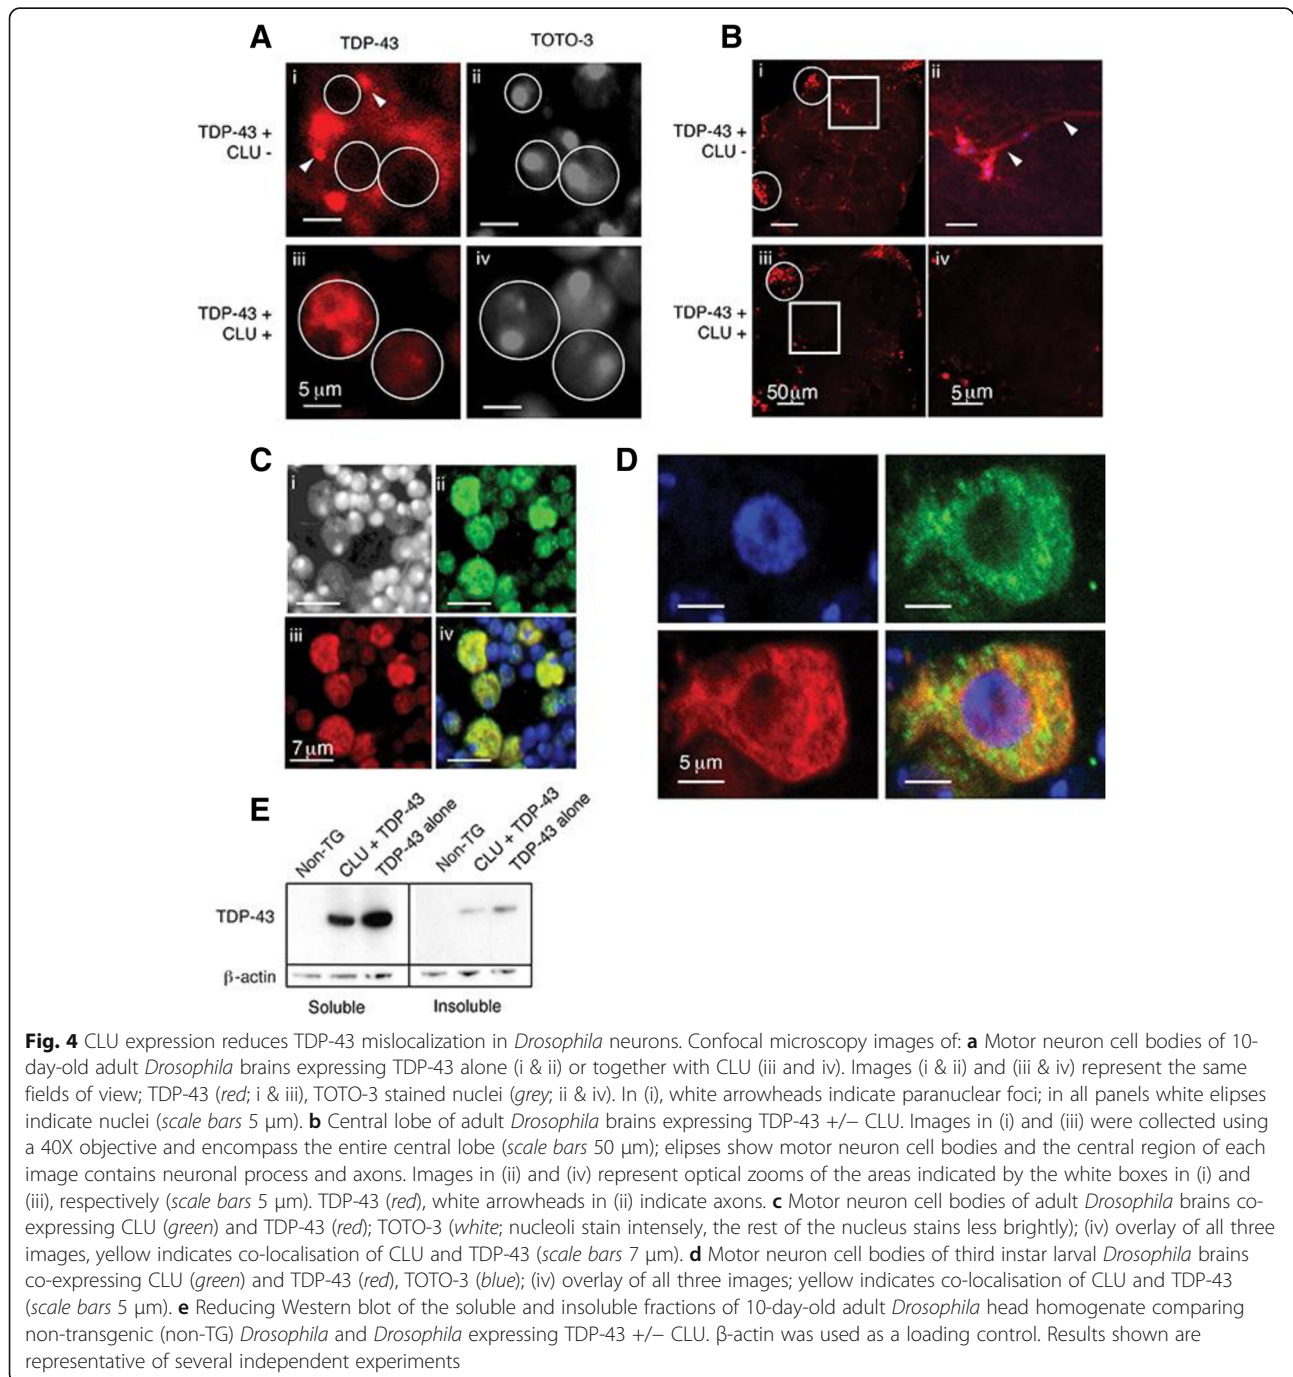 A
TDP-43
TOTO-3
B
i
ii
i
ii
TDP-43 +
CLU -
TDP-43 +
CLU -
iii
iv
iii
iv
TDP-43 +
CLU +
TDP-43 +
CLU +
5 μm
50 μm
5 μm
C
D
i
ii
iii
iv
7 μm
5 μm
E
Non-TG
CLU + TDP-43
TDP-43 alone
Non-TG
CLU + TDP-43
TDP-43 alone
TDP-43
β-actin
Soluble
Insoluble
Fig. 4 CLU expression reduces TDP-43 mislocalization in Drosophila neurons. Confocal microscopy images of: a Motor neuron cell bodies of 10-
day-old adult Drosophila brains expressing TDP-43 alone (i & ii) or together with CLU (iii and iv). Images (i & ii) and (iii & iv) represent the same
fields of view; TDP-43 (red; i & iii), TOTO-3 stained nuclei (grey; ii & iv). In (i), white arrowheads indicate paranuclear foci; in all panels white elipses
indicate nuclei (scale bars 5 μm). b Central lobe of adult Drosophila brains expressing TDP-43 +/− CLU. Images in (i) and (iii) were collected using
a 40X objective and encompass the entire central lobe (scale bars 50 μm); elipses show motor neuron cell bodies and the central region of each
image contains neuronal process and axons. Images in (ii) and (iv) represent optical zooms of the areas indicated by the white boxes in (i) and
(iii), respectively (scale bars 5 μm). TDP-43 (red), white arrowheads in (ii) indicate axons. c Motor neuron cell bodies of adult Drosophila brains co-
expressing CLU (green) and TDP-43 (red); TOTO-3 (white; nucleoli stain intensely, the rest of the nucleus stains less brightly); (iv) overlay of all three
images, yellow indicates co-localisation of CLU and TDP-43 (scale bars 7 μm). d Motor neuron cell bodies of third instar larval Drosophila brains
co-expressing CLU (green) and TDP-43 (red), TOTO-3 (blue); (iv) overlay of all three images; yellow indicates co-localisation of CLU and TDP-43
(scale bars 5 μm). e Reducing Western blot of the soluble and insoluble fractions of 10-day-old adult Drosophila head homogenate comparing
non-transgenic (non-TG) Drosophila and Drosophila expressing TDP-43 +/− CLU. β-actin was used as a loading control. Results shown are
representative of several independent experiments